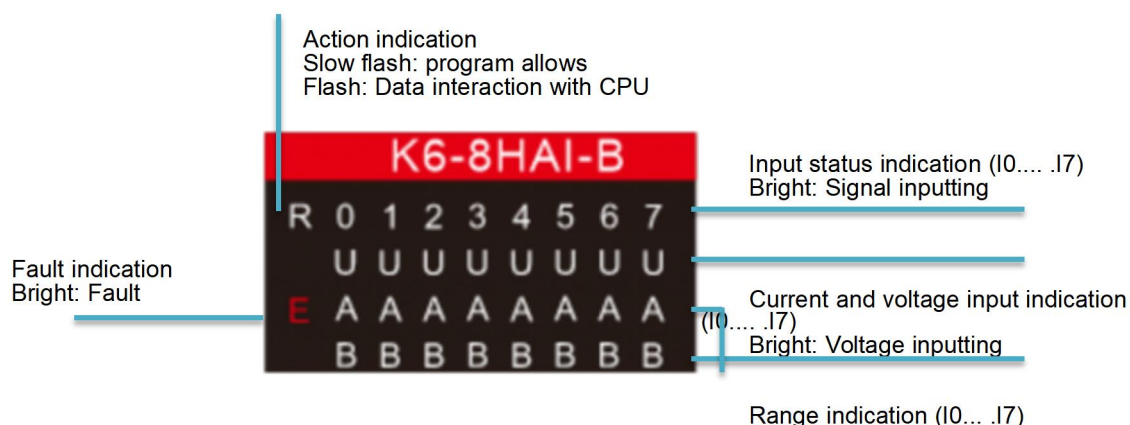 Action indication
Slow flash: program allows
Flash: Data interaction with CPU
K6-8HAI-B
Input status indication (I0.... .I7)
Bright: Signal inputting
R 0 1 2 3 4 5 6 7
U U U U U U U U
Fault indication
Bright: Fault
E A A A A A A A A
Current and voltage input indication
(I0.... .I7)
Bright: Voltage inputting
B B B B B B B B
Range indication (I0... .I7)